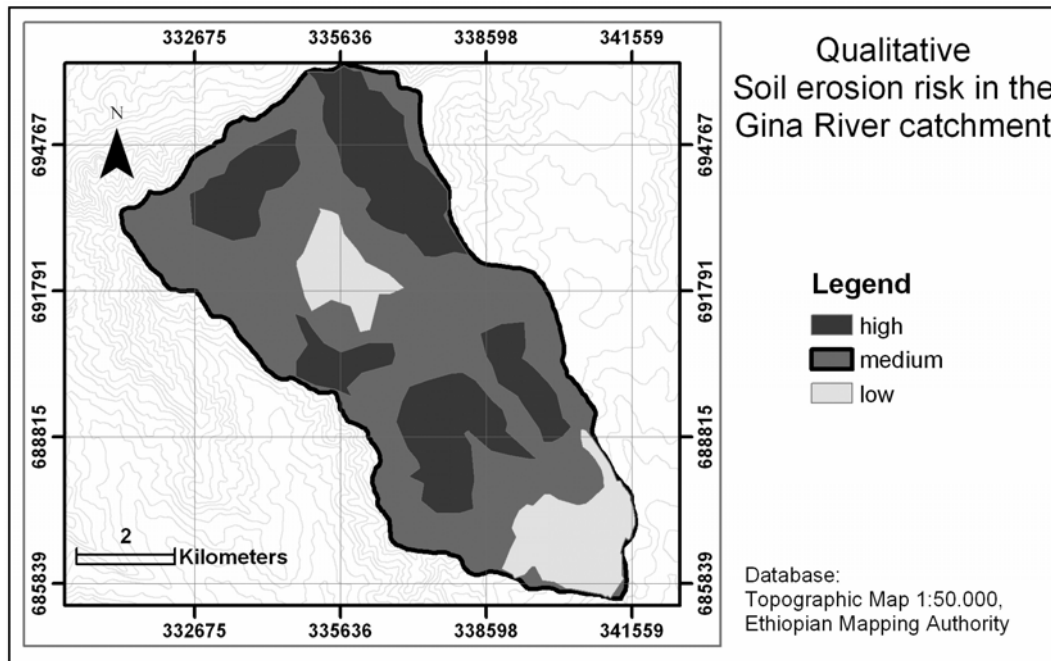 Qualitative
Soil erosion risk in the
Gina River catchment
332675 335636 338598 341559
N
694767 694767
691791 691791
688815 688815
685839 685839
2
Kilometers
332675 335636 338598 341559
Legend
high
medium
low
Database:
Topographic Map 1:50.000,
Ethiopian Mapping Authority